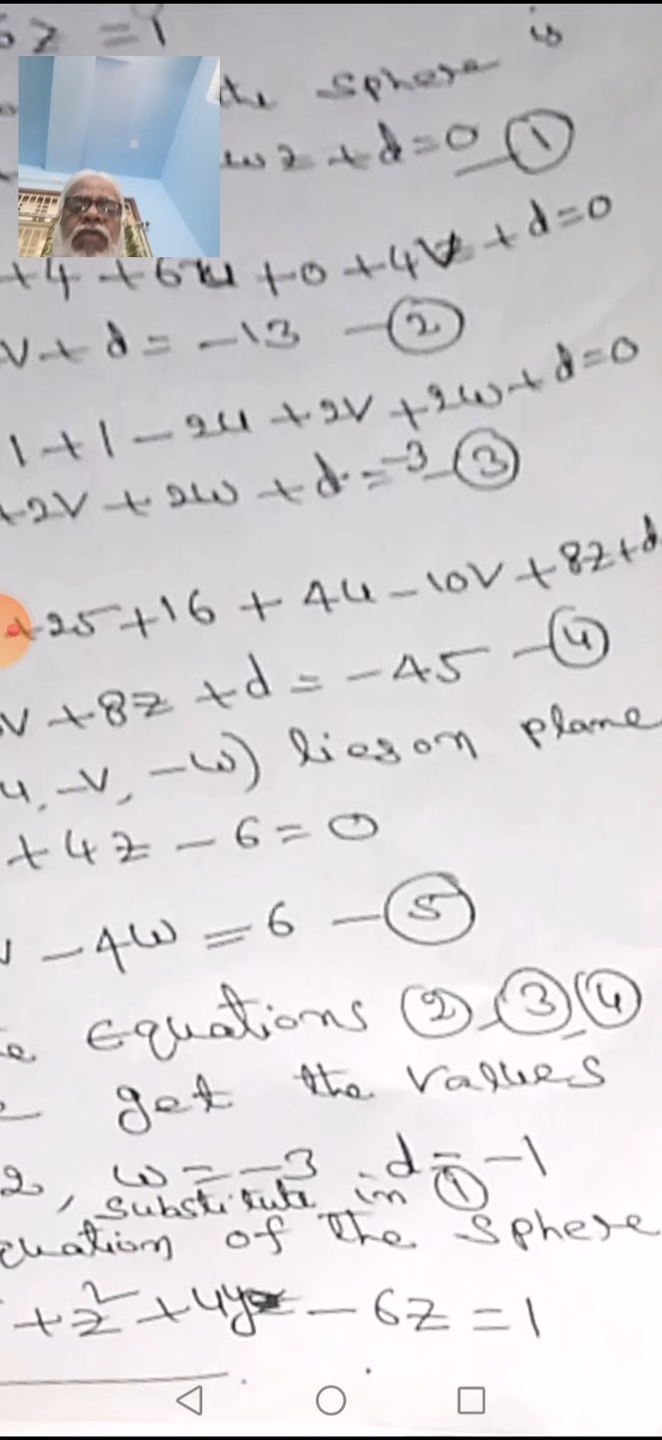 6z = 1
the sphere is
wz + d = 0 — ①
+ 4 + 6u + 0 + 4v + d = 0
v + d = -13 — ②
1 + 1 - 2u + 2v + 2w + d = 0
+ 2v + 2w + d = -3 — ③
+ 25 + 16 + 4u - 10v + 8z + d
v + 8z + d = -45 — ④
u, -v, -w) lies on plane
+ 4z - 6 = 0
v - 4w = 6 — ⑤
e Equations ② ③ ④
e get the values
2, w = -3, d = -1
substitute in ①
quation of the sphere
+ z² + 4y - 6z = 1